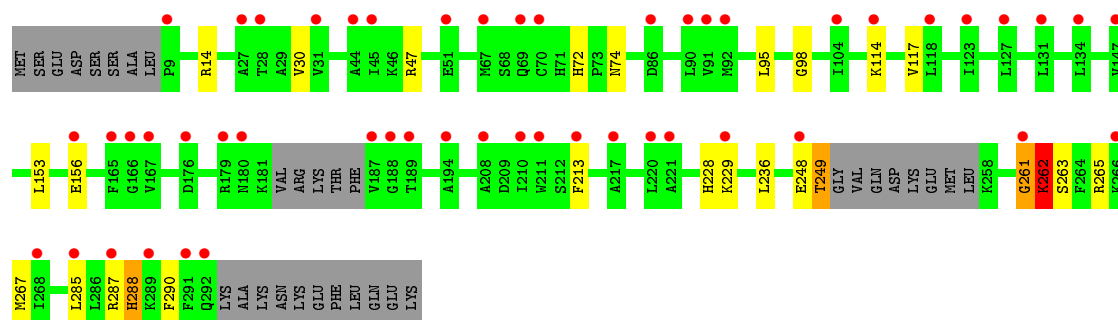 MET SER GLU ASP SER SER ALA LEU P9 R14 A27 T28 A29 V30 V31 A44 I45 K46 R47 E51 M67 S68 Q69 C70 H71 H72 P73 N74 D86 L90 V91 M92 L95 G98 I104 K114 V117 L118 I123 L127 L131 L134 V147
L153 E156 F165 G166 V167 D176 R179 N180 K181 VAL ARG LYS THR PHE V187 G188 T189 A194 A208 D209 I210 W211 S212 F213 A217 L220 A221 H228 K229 L236 E248 T249 GLY VAL GLN ASP LYS GLU MET LEU K258 G261 K262 S263 F264 R265 K266
M267 I268 L285 L286 R287 H288 K289 F290 F291 Q292 LYS ALA LYS ASN LYS GLU PHE LEU GLN GLU LYS